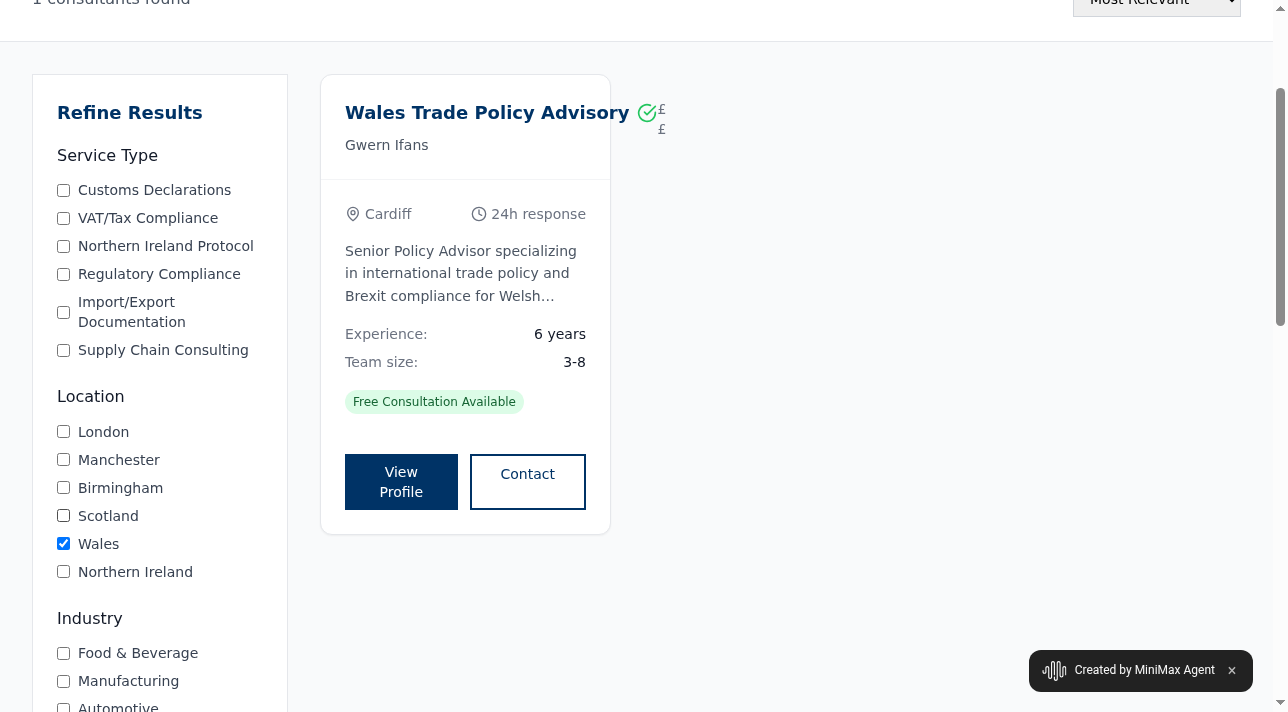 1 consultants found
Most Relevant
Refine Results
Service Type
Customs Declarations
VAT/Tax Compliance
Northern Ireland Protocol
Regulatory Compliance
Import/Export
Documentation
Supply Chain Consulting
Location
London
Manchester
Birmingham
Scotland
Wales
Northern Ireland
Industry
Food & Beverage
Manufacturing
Automotive
Wales Trade Policy Advisory
£
£
Gwern Ifans
Cardiff
24h response
Senior Policy Advisor specializing
in international trade policy and
Brexit compliance for Welsh...
Experience: 6 years
Team size: 3-8
Free Consultation Available
View
Profile
Contact
Created by MiniMax Agent ×